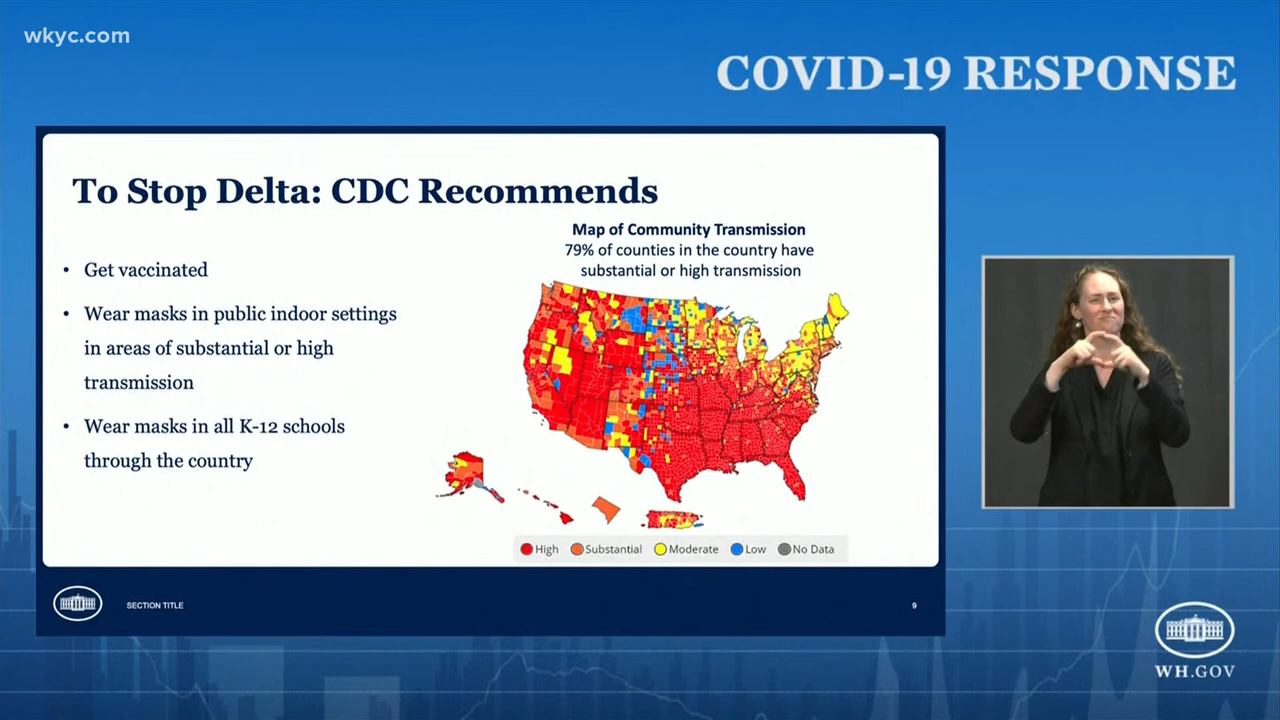 wkyc.com
COVID-19 RESPONSE
To Stop Delta: CDC Recommends
• Get vaccinated
• Wear masks in public indoor settings
in areas of substantial or high
transmission
• Wear masks in all K-12 schools
through the country
Map of Community Transmission
79% of counties in the country have
substantial or high transmission
High Substantial Moderate Low No Data
SECTION TITLE
9
WH.GOV